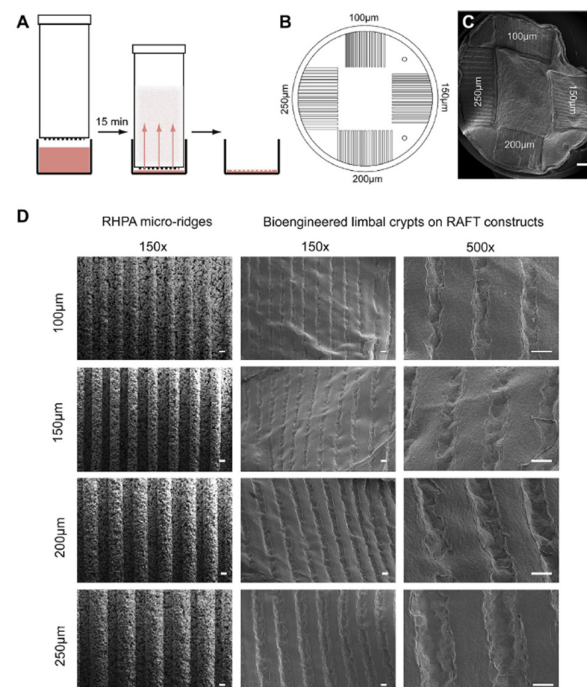 A
15 min
B
100μm
250μm
150μm
200μm
C
100μm
250μm
150μm
200μm
D
RHPA micro-ridges
Bioengineered limbal crypts on RAFT constructs
150x
150x
500x
100μm
150μm
200μm
250μm